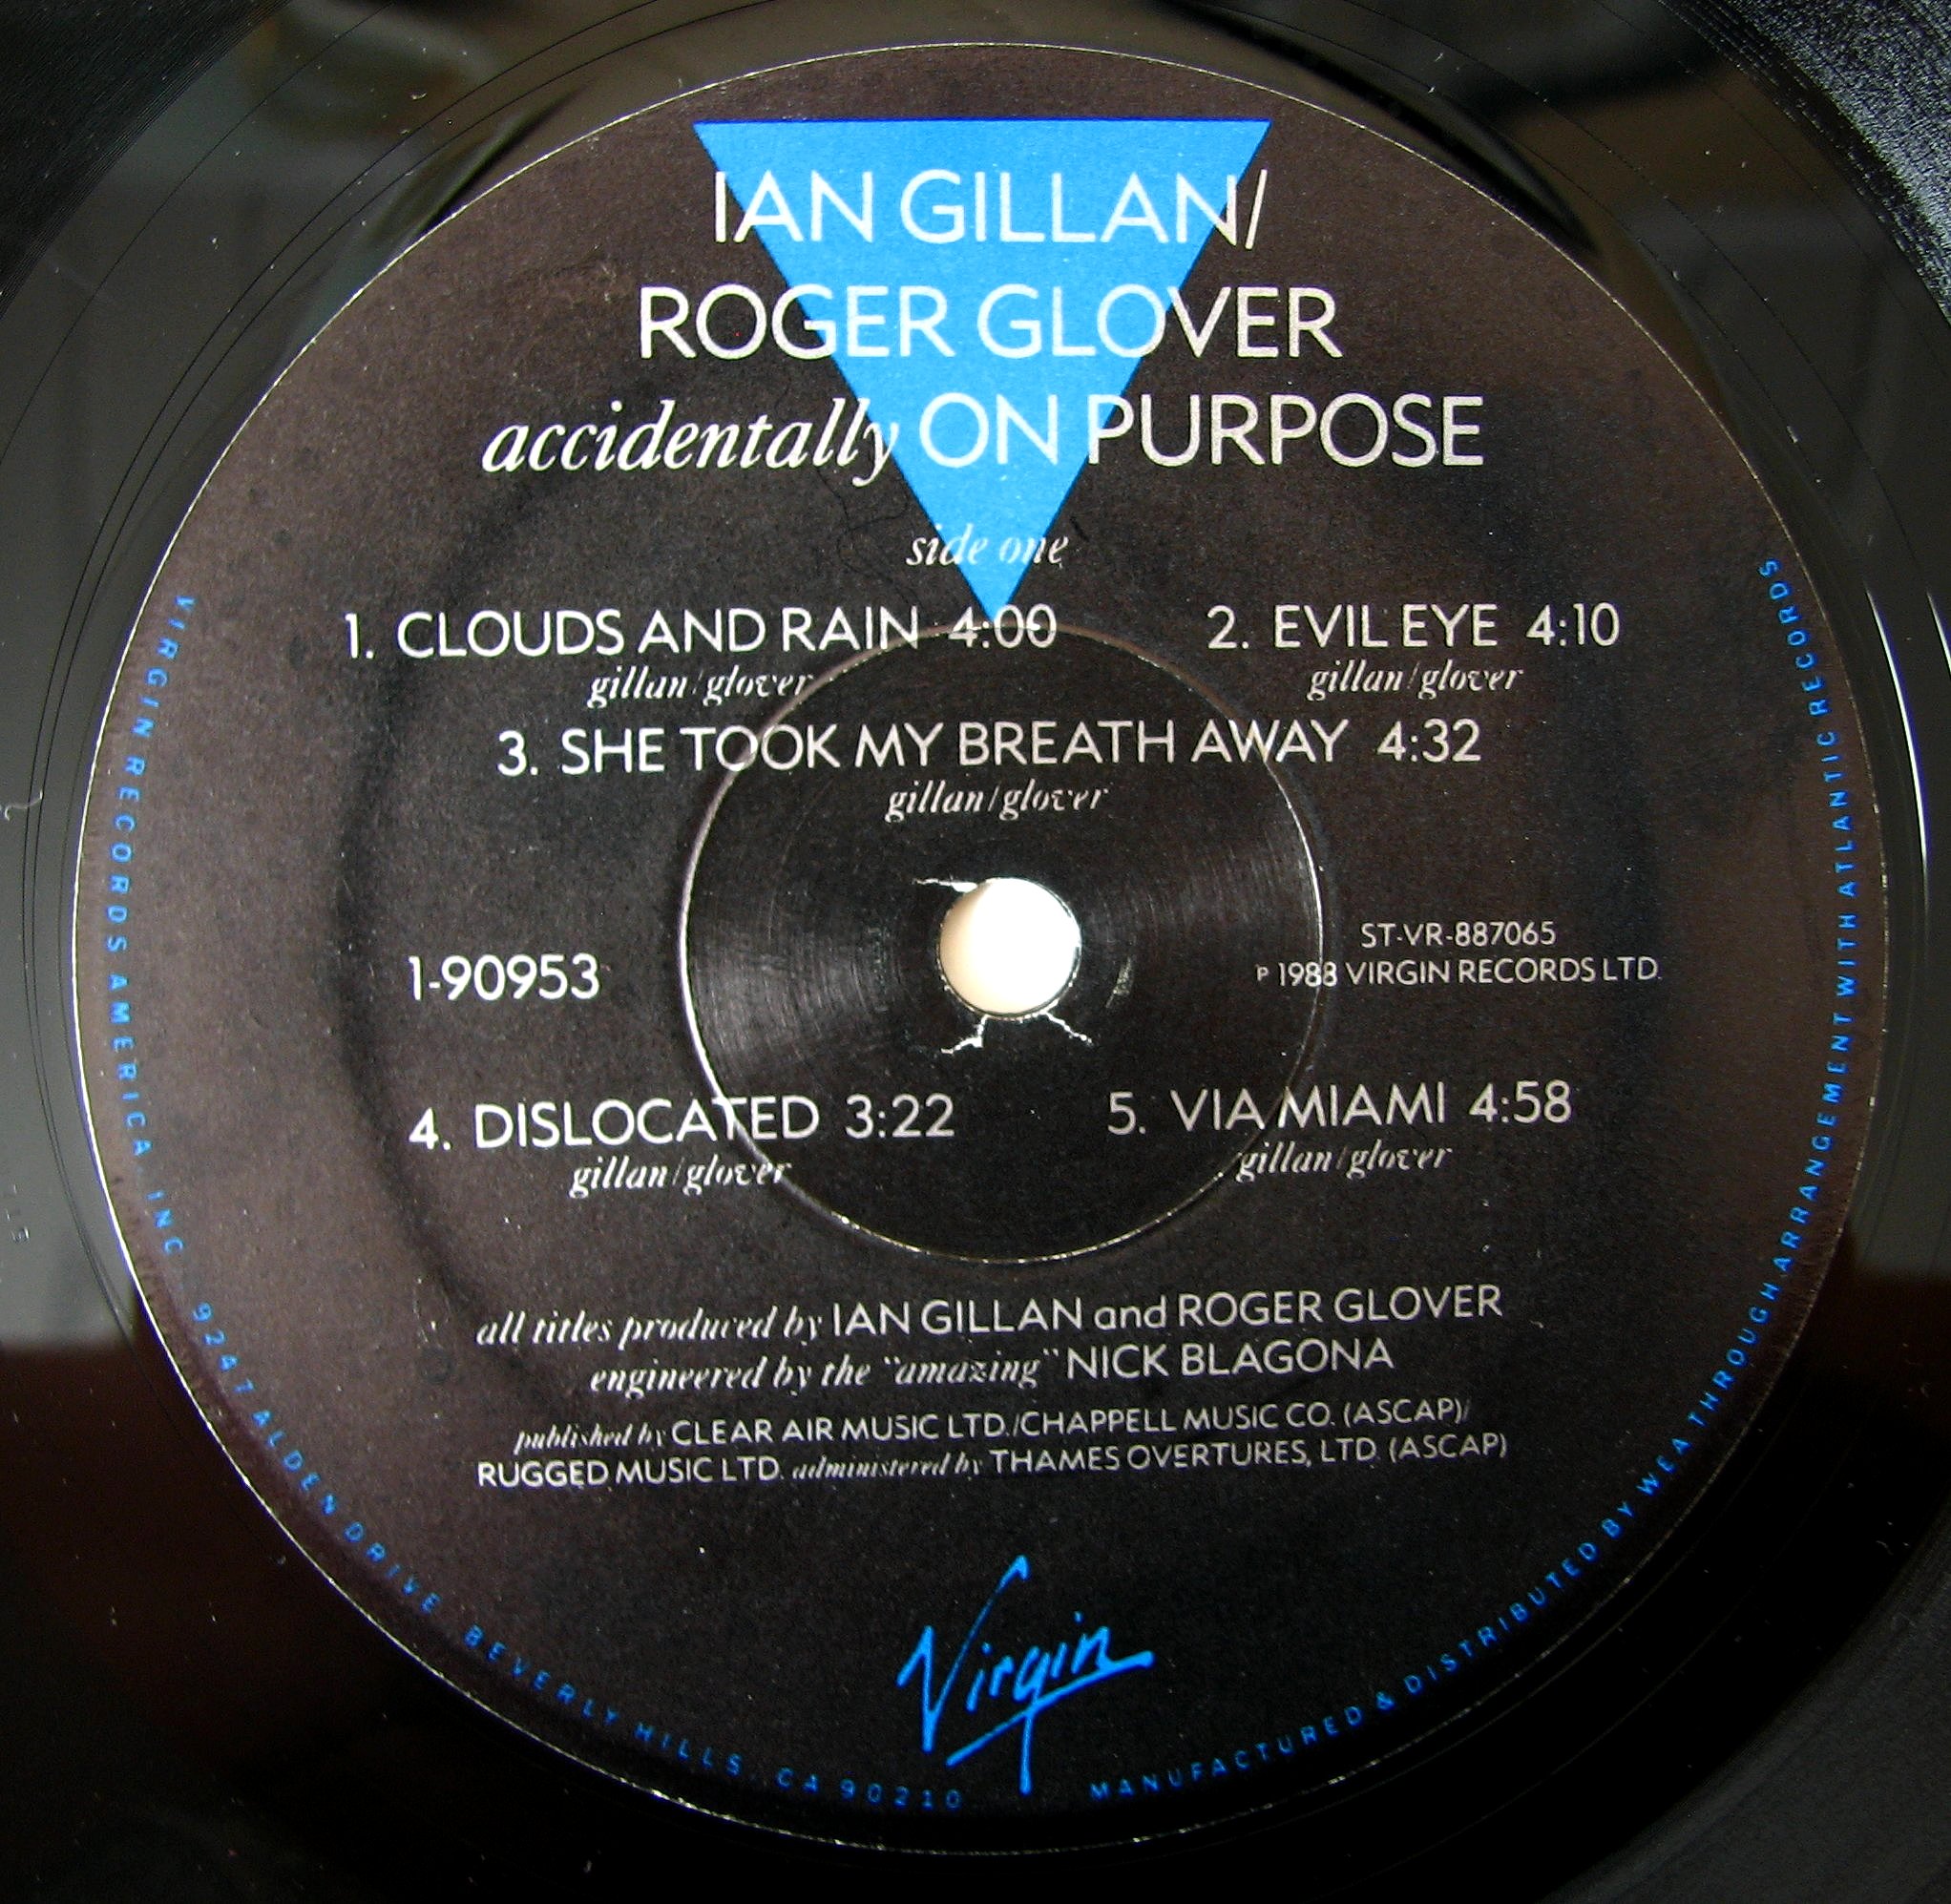 IAN GILLAN/
ROGER GLOVER
accidentally ON PURPOSE
side one
1. CLOUDS AND RAIN 4:00
gillan/glover
2. EVIL EYE 4:10
gillan/glover
3. SHE TOOK MY BREATH AWAY 4:32
gillan/glover
1-90953
ST-VR-887065
℗ 1988 VIRGIN RECORDS LTD.
4. DISLOCATED 3:22
gillan/glover
5. VIA MIAMI 4:58
gillan/glover
all titles produced by IAN GILLAN and ROGER GLOVER
engineered by the "amazing" NICK BLAGONA
published by CLEAR AIR MUSIC LTD./CHAPPELL MUSIC CO. (ASCAP)/
RUGGED MUSIC LTD. administered by THAMES OVERTURES, LTD. (ASCAP)
Virgin
VIRGIN RECORDS AMERICA, INC. 9247 ALDEN DRIVE BEVERLY HILLS, CA 90210
MANUFACTURED & DISTRIBUTED BY WEA THROUGH ARRANGEMENT WITH ATLANTIC RECORDS